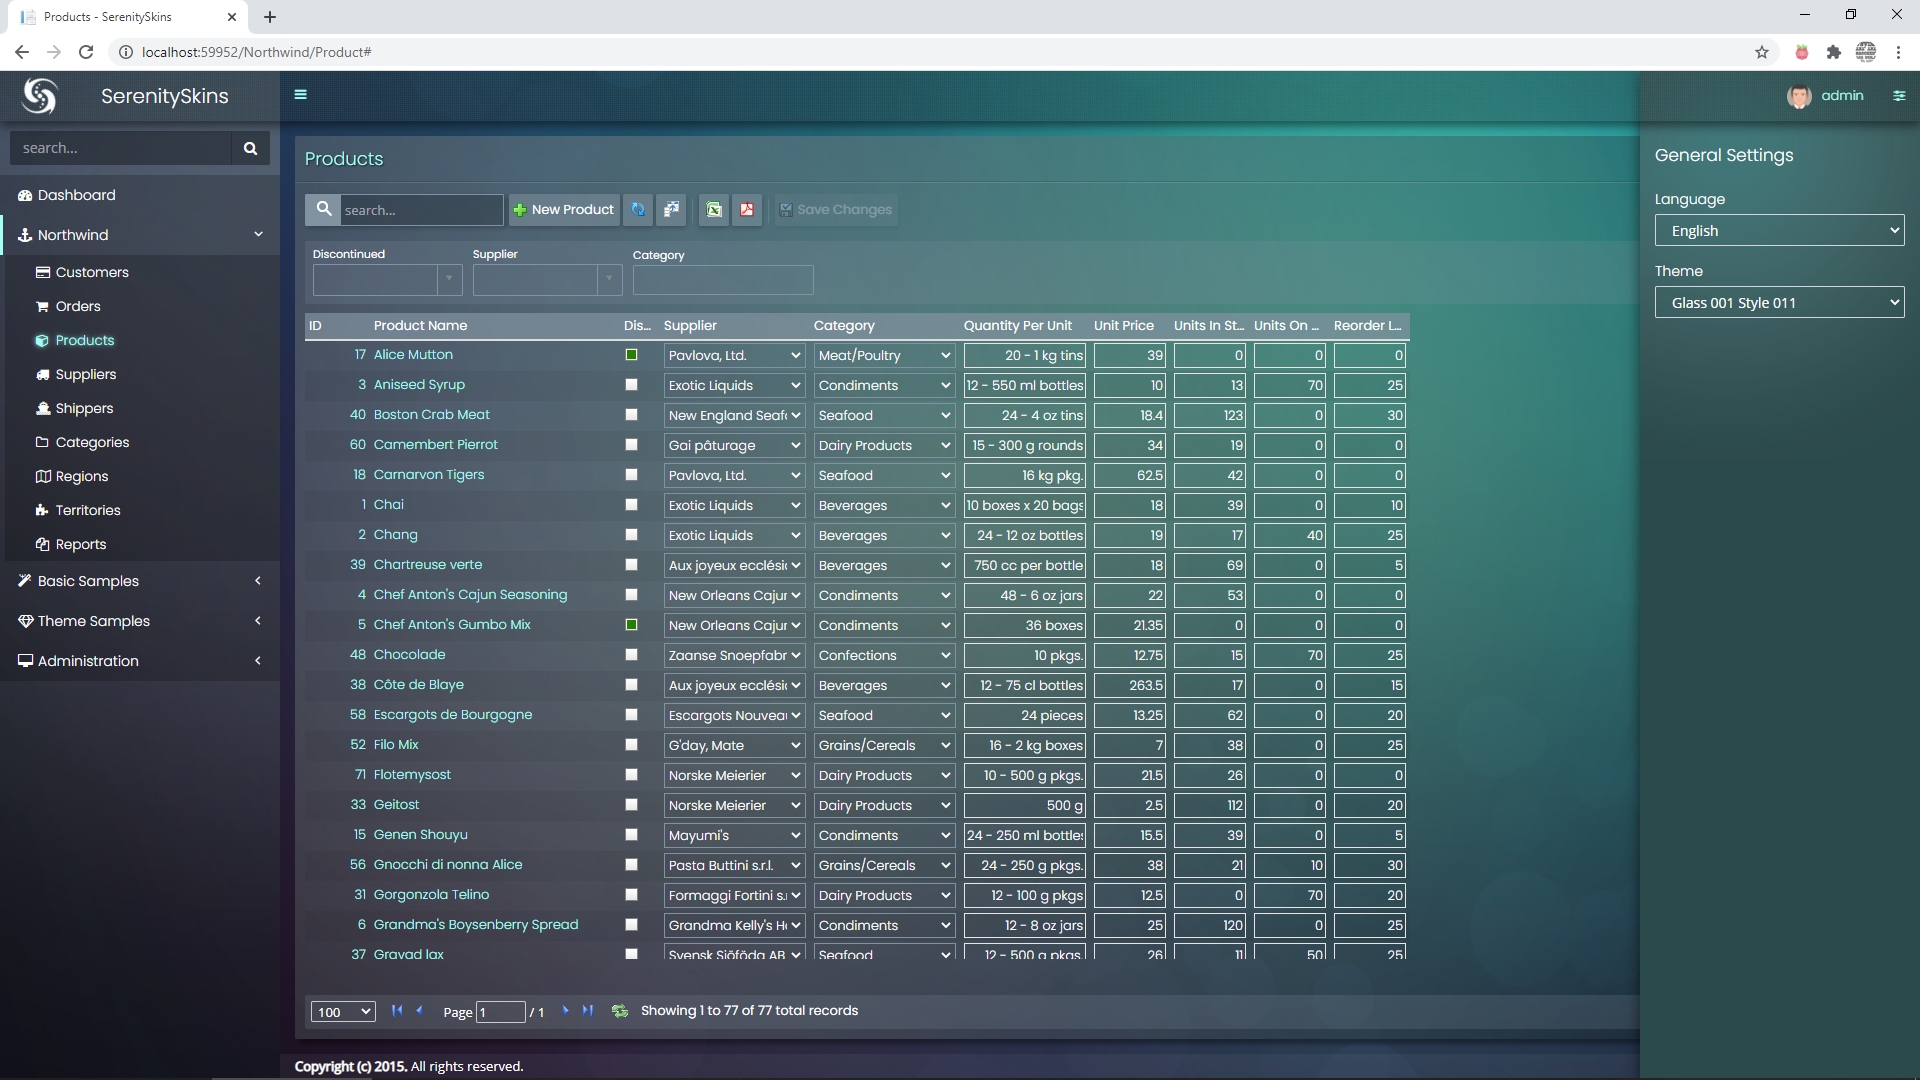 Products - SerenitySkins
localhost:59952/Northwind/Product#
SerenitySkins
admin
search...
Dashboard
Northwind
Customers
Orders
Products
Suppliers
Shippers
Categories
Regions
Territories
Reports
Basic Samples
Theme Samples
Administration
Products
search... New Product Save Changes
Discontinued Supplier Category
ID Product Name Dis... Supplier Category Quantity Per Unit Unit Price Units In St... Units On ... Reorder L...
17 Alice Mutton Pavlova, Ltd. Meat/Poultry 20 - 1 kg tins 39 0 0 0
3 Aniseed Syrup Exotic Liquids Condiments 12 - 550 ml bottles 10 13 70 25
40 Boston Crab Meat New England Seaf Seafood 24 - 4 oz tins 18.4 123 0 30
60 Camembert Pierrot Gai pâturage Dairy Products 15 - 300 g rounds 34 19 0 0
18 Carnarvon Tigers Pavlova, Ltd. Seafood 16 kg pkg. 62.5 42 0 0
1 Chai Exotic Liquids Beverages 10 boxes x 20 bags 18 39 0 10
2 Chang Exotic Liquids Beverages 24 - 12 oz bottles 19 17 40 25
39 Chartreuse verte Aux joyeux ecclési Beverages 750 cc per bottle 18 69 0 5
4 Chef Anton's Cajun Seasoning New Orleans Cajur Condiments 48 - 6 oz jars 22 53 0 0
5 Chef Anton's Gumbo Mix New Orleans Cajur Condiments 36 boxes 21.35 0 0 0
48 Chocolade Zaanse Snoepfabr Confections 10 pkgs. 12.75 15 70 25
38 Côte de Blaye Aux joyeux ecclési Beverages 12 - 75 cl bottles 263.5 17 0 15
58 Escargots de Bourgogne Escargots Nouveau Seafood 24 pieces 13.25 62 0 20
52 Filo Mix G'day, Mate Grains/Cereals 16 - 2 kg boxes 7 38 0 25
71 Flotemysost Norske Meierier Dairy Products 10 - 500 g pkgs. 21.5 26 0 0
33 Geitost Norske Meierier Dairy Products 500 g 2.5 112 0 20
15 Genen Shouyu Mayumi's Condiments 24 - 250 ml bottles 15.5 39 0 5
56 Gnocchi di nonna Alice Pasta Buttini s.r.l. Grains/Cereals 24 - 250 g pkgs. 38 21 10 30
31 Gorgonzola Telino Formaggi Fortini s. Dairy Products 12 - 100 g pkgs 12.5 0 70 20
6 Grandma's Boysenberry Spread Grandma Kelly's H Condiments 12 - 8 oz jars 25 120 0 25
37 Gravad lax Svensk Sjöföda AB Seafood 12 - 500 g pkgs. 26 11 50 25
100 Page 1 / 1 Showing 1 to 77 of 77 total records
Copyright (c) 2015. All rights reserved.
General Settings
Language
English
Theme
Glass 001 Style 011